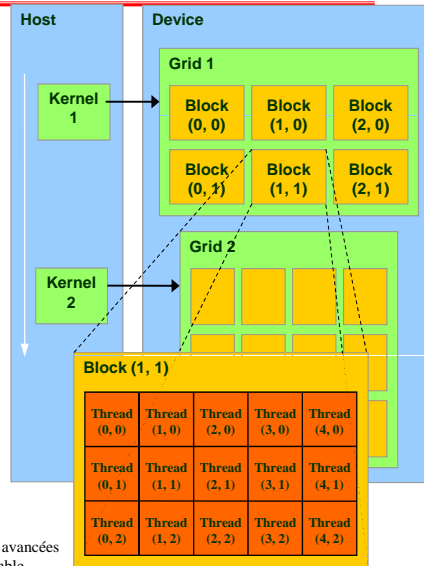 Host
Device
Grid 1
Kernel
1
Block
(0, 0)
Block
(1, 0)
Block
(2, 0)
Block
(0, 1)
Block
(1, 1)
Block
(2, 1)
Grid 2
Kernel
2
Block (1, 1)
Thread
(0, 0)
Thread
(1, 0)
Thread
(2, 0)
Thread
(3, 0)
Thread
(4, 0)
Thread
(0, 1)
Thread
(1, 1)
Thread
(2, 1)
Thread
(3, 1)
Thread
(4, 1)
Thread
(0, 2)
Thread
(1, 2)
Thread
(2, 2)
Thread
(3, 2)
Thread
(4, 2)
avancées